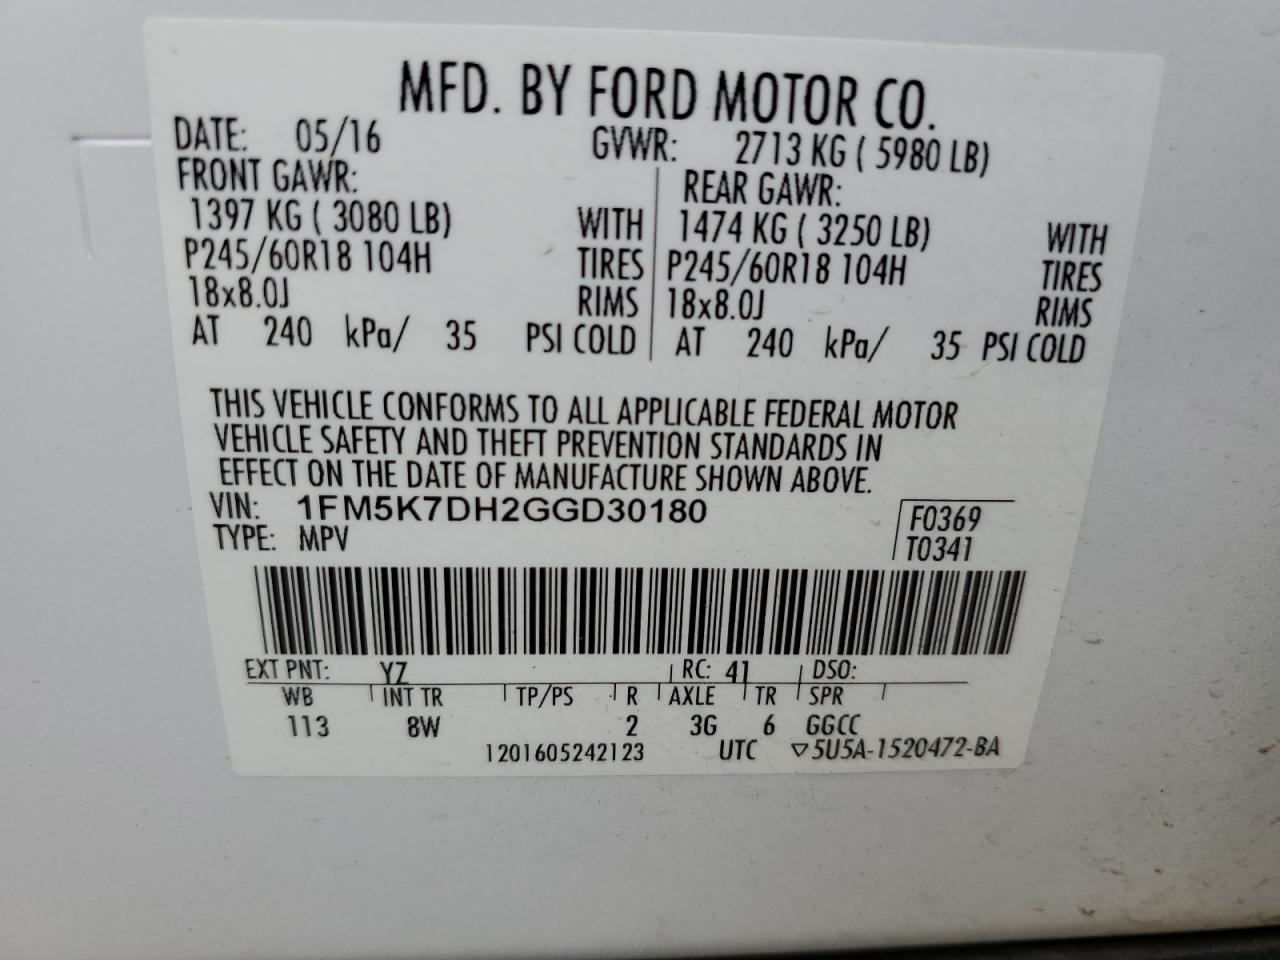 MFD. BY FORD MOTOR CO.
DATE: 05/16 GVWR: 2713 KG ( 5980 LB)
FRONT GAWR: REAR GAWR:
1397 KG ( 3080 LB) WITH 1474 KG ( 3250 LB) WITH
P245/60R18 104H TIRES P245/60R18 104H TIRES
18x8.0J RIMS 18x8.0J RIMS
AT 240 kPa/ 35 PSI COLD AT 240 kPa/ 35 PSI COLD
THIS VEHICLE CONFORMS TO ALL APPLICABLE FEDERAL MOTOR
VEHICLE SAFETY AND THEFT PREVENTION STANDARDS IN
EFFECT ON THE DATE OF MANUFACTURE SHOWN ABOVE.
VIN: 1FM5K7DH2GGD30180 F0369
TYPE: MPV T0341
EXT PNT: YZ RC: 41 DSO:
WB INT TR TP/PS R AXLE TR SPR
113 8W 2 3G 6 GGCC
1201605242123 UTC ▽5U5A-1520472-BA